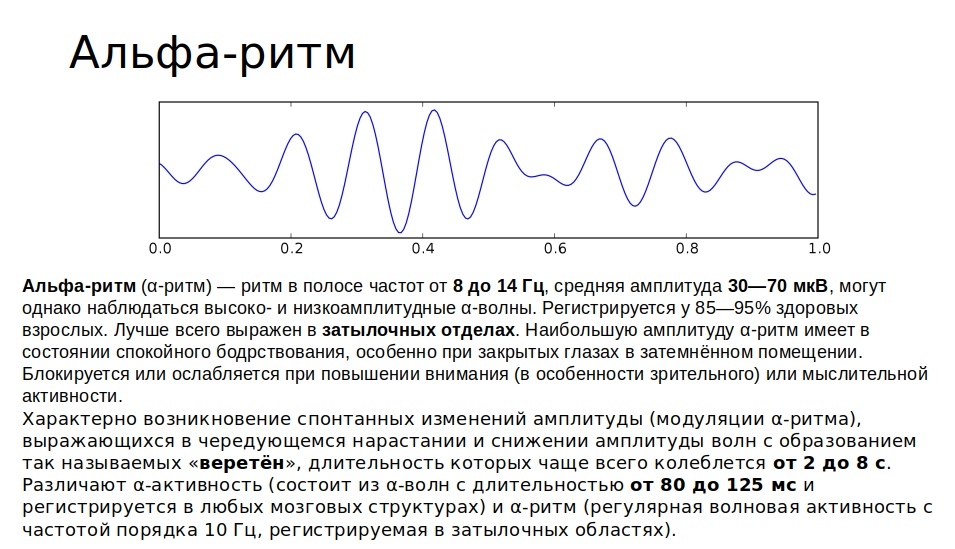 Альфа-ритм
0.0 0.2 0.4 0.6 0.8 1.0
Альфа-ритм (α-ритм) — ритм в полосе частот от 8 до 14 Гц, средняя амплитуда 30—70 мкВ, могут
однако наблюдаться высоко- и низкоамплитудные α-волны. Регистрируется у 85—95% здоровых
взрослых. Лучше всего выражен в затылочных отделах. Наибольшую амплитуду α-ритм имеет в
состоянии спокойного бодрствования, особенно при закрытых глазах в затемнённом помещении.
Блокируется или ослабляется при повышении внимания (в особенности зрительного) или мыслительной
активности.
Характерно возникновение спонтанных изменений амплитуды (модуляции α-ритма),
выражающихся в чередующемся нарастании и снижении амплитуды волн с образованием
так называемых «веретён», длительность которых чаще всего колеблется от 2 до 8 с.
Различают α-активность (состоит из α-волн с длительностью от 80 до 125 мс и
регистрируется в любых мозговых структурах) и α-ритм (регулярная волновая активность с
частотой порядка 10 Гц, регистрируемая в затылочных областях).